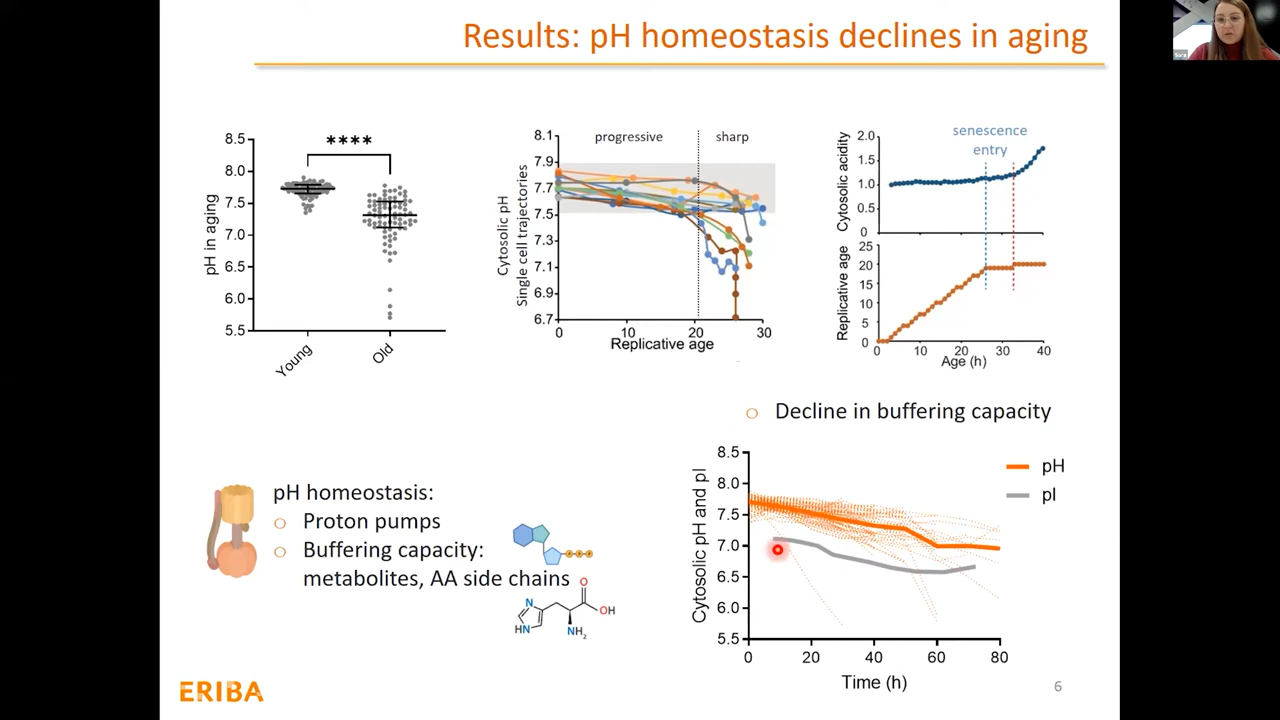 Results: pH homeostasis declines in aging
Sara
****
8.5
8.0
7.5
7.0
6.5
6.0
5.5
pH in aging
Young
Old
progressive
sharp
8.1
7.9
7.7
7.5
7.3
7.1
6.9
6.7
Cytosolic pH
Single cell trajectories
0
10
20
30
Replicative age
senescence
entry
2.0
1.5
1.0
0.5
0
Cytosolic acidity
25
20
15
10
5
0
Replicative age
0
10
20
30
40
Age (h)
Decline in buffering capacity
pH homeostasis:
Proton pumps
Buffering capacity:
metabolites, AA side chains
N
HN
O
OH
NH2
8.5
8.0
7.5
7.0
6.5
6.0
5.5
Cytosolic pH and pI
pH
pI
0
20
40
60
80
Time (h)
ERIBA
6